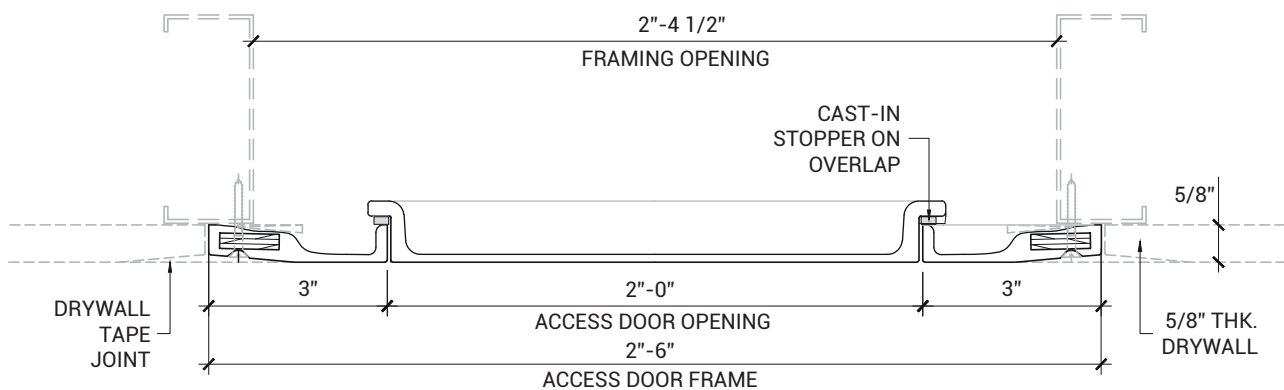 2"-4 1/2"
FRAMING OPENING
CAST-IN
STOPPER ON
OVERLAP
5/8"
3"
2"-0"
3"
ACCESS DOOR OPENING
DRYWALL
TAPE
JOINT
5/8" THK.
DRYWALL
2"-6"
ACCESS DOOR FRAME